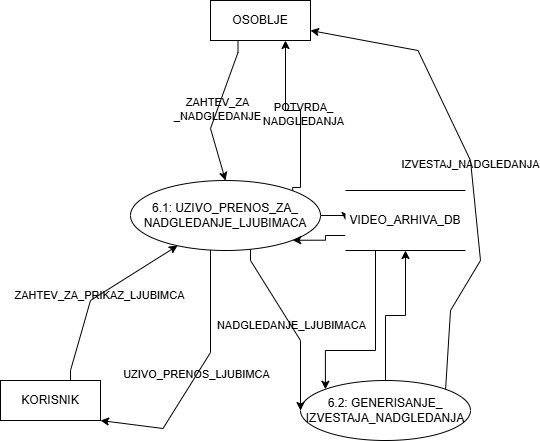 OSOBLJE
ZAHTEV_ZA
_NADGLEDANJE
POTVRDA_
NADGLEDANJA
IZVESTAJ_NADGLEDANJA
6.1: UZIVO_PRENOS_ZA_
NADGLEDANJE_LJUBIMACA
VIDEO_ARHIVA_DB
ZAHTEV_ZA_PRIKAZ_LJUBIMCA
NADGLEDANJE_LJUBIMACA
UZIVO_PRENOS_LJUBIMCA
KORISNIK
6.2: GENERISANJE_
IZVESTAJA_NADGLEDANJA